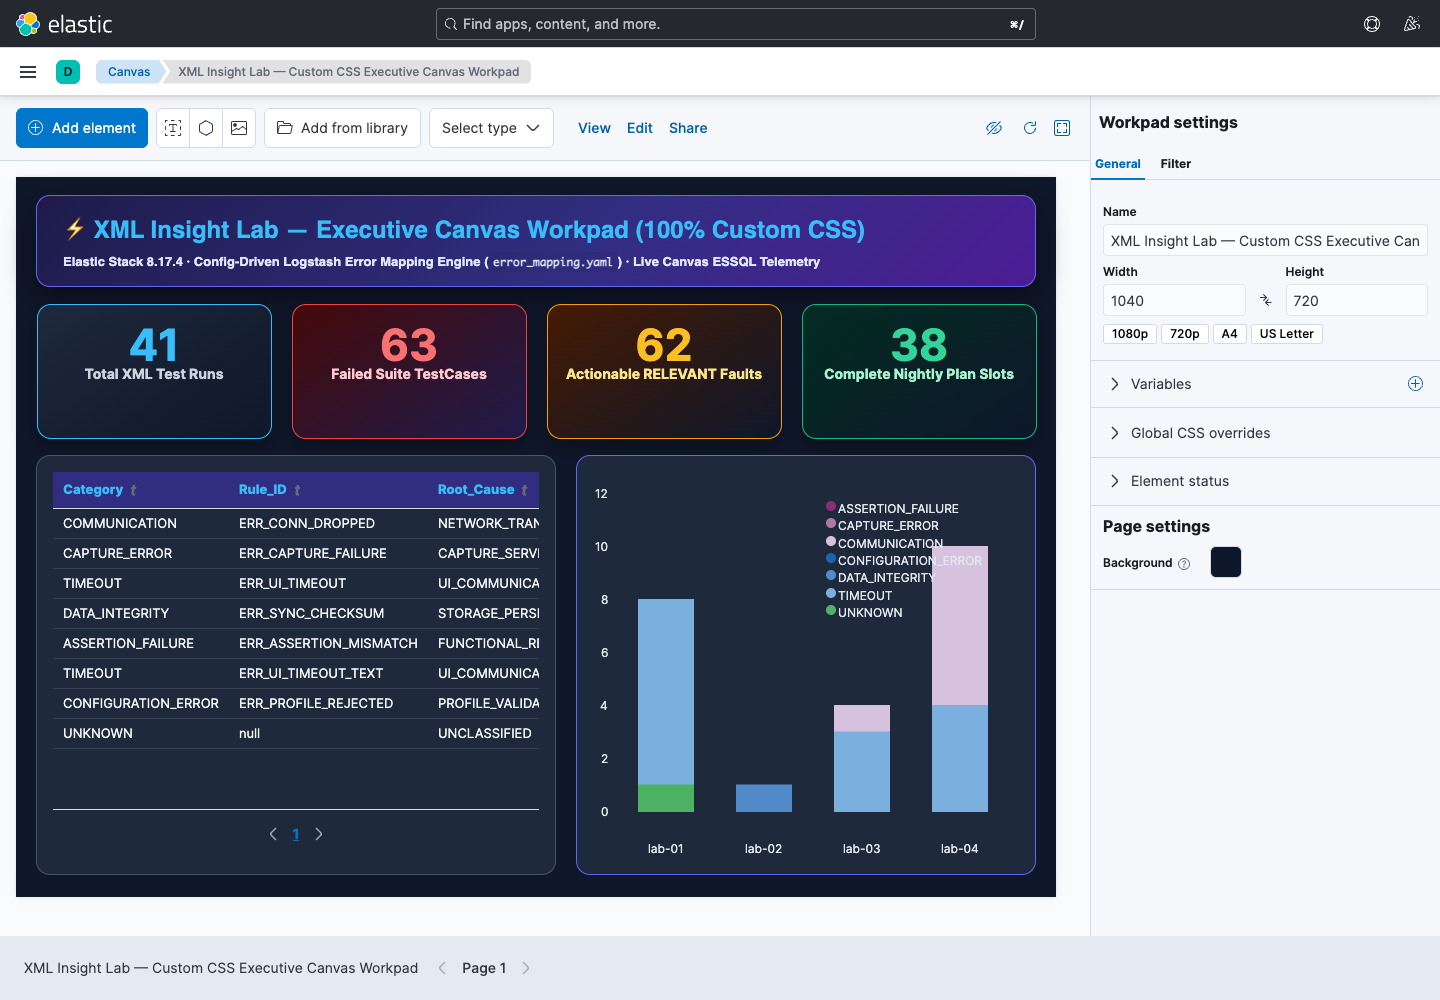 elastic
Find apps, content, and more.
⌘/
D
Canvas
XML Insight Lab — Custom CSS Executive Canvas Workpad
Add element
Add from library
Select type
View
Edit
Share
⚡ XML Insight Lab — Executive Canvas Workpad (100% Custom CSS)
Elastic Stack 8.17.4 · Config-Driven Logstash Error Mapping Engine ( error_mapping.yaml ) · Live Canvas ESSQL Telemetry
41
Total XML Test Runs
63
Failed Suite TestCases
62
Actionable RELEVANT Faults
38
Complete Nightly Plan Slots
Category t Rule_ID t Root_Cause t
COMMUNICATION ERR_CONN_DROPPED NETWORK_TRAN
CAPTURE_ERROR ERR_CAPTURE_FAILURE CAPTURE_SERVI
TIMEOUT ERR_UI_TIMEOUT UI_COMMUNICA
DATA_INTEGRITY ERR_SYNC_CHECKSUM STORAGE_PERSI
ASSERTION_FAILURE ERR_ASSERTION_MISMATCH FUNCTIONAL_RE
TIMEOUT ERR_UI_TIMEOUT_TEXT UI_COMMUNICA
CONFIGURATION_ERROR ERR_PROFILE_REJECTED PROFILE_VALIDA
UNKNOWN null UNCLASSIFIED
1
12
10
8
6
4
2
0
ASSERTION_FAILURE
CAPTURE_ERROR
COMMUNICATION
CONFIGURATION_ERROR
DATA_INTEGRITY
TIMEOUT
UNKNOWN
lab-01 lab-02 lab-03 lab-04
Workpad settings
General
Filter
Name
XML Insight Lab — Custom CSS Executive Can
Width
Height
1040
720
1080p
720p
A4
US Letter
Variables
Global CSS overrides
Element status
Page settings
Background
XML Insight Lab — Custom CSS Executive Canvas Workpad
Page 1